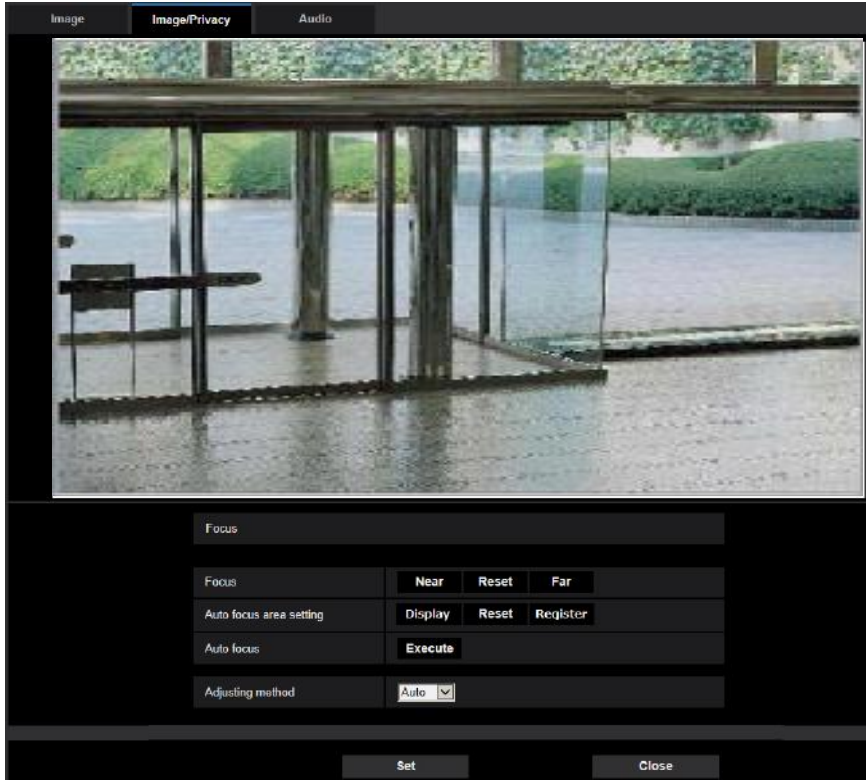 Image Image/Privacy Audio
Focus
Focus Near Reset Far
Auto focus area setting Display Reset Register
Auto focus Execute
Adjusting method Auto
Set Close